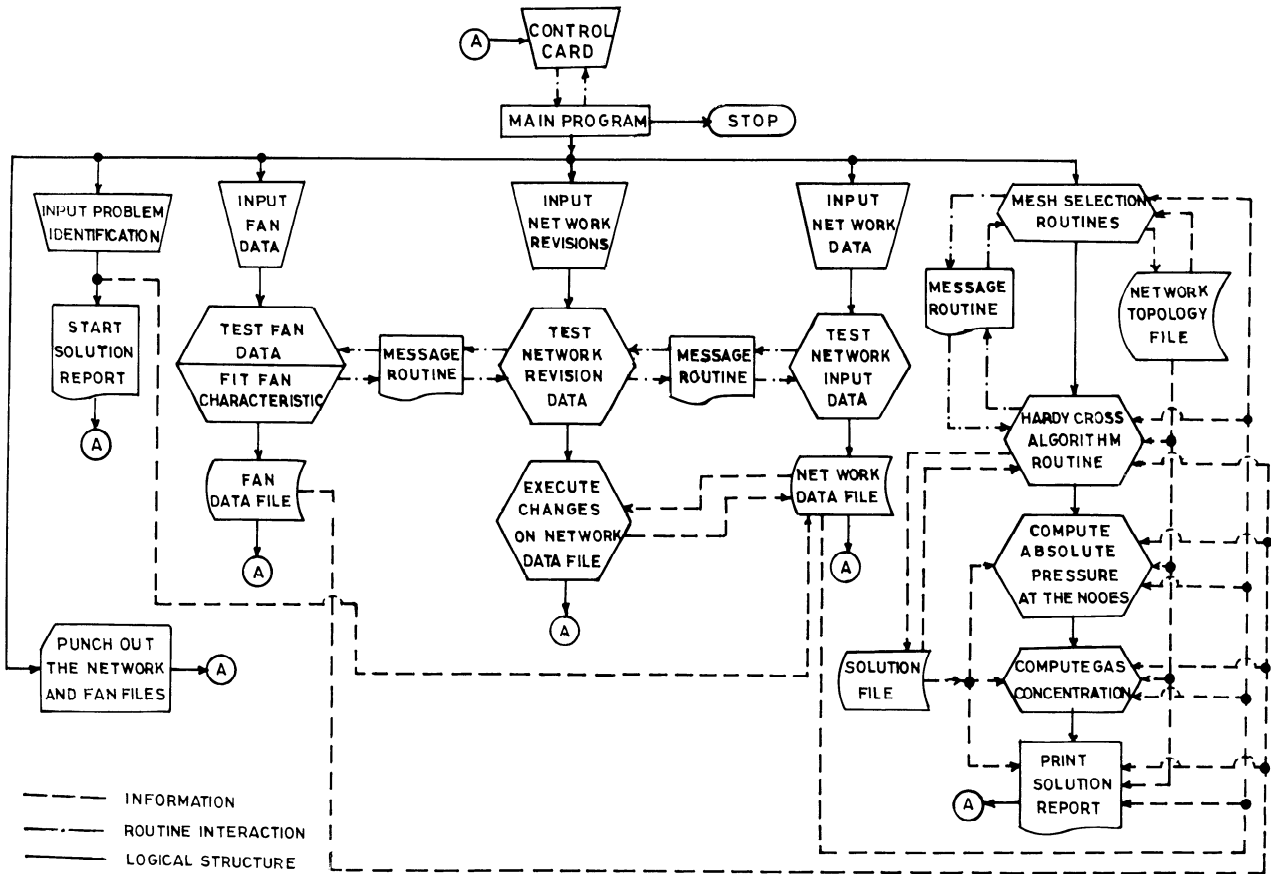 CONTROL
CARD
A
MAIN PROGRAM
STOP
INPUT PROBLEM
IDENTIFICATION
INPUT
FAN
DATA
INPUT
NETWORK
REVISIONS
INPUT
NET WORK
DATA
MESH SELECTION
ROUTINES
MESSAGE
ROUTINE
NETWORK
TOPOLOGY
FILE
START
SOLUTION
REPORT
TEST FAN
DATA
FIT FAN
CHARACTERISTIC
MESSAGE
ROUTINE
TEST
NETWORK
REVISION
DATA
MESSAGE
ROUTINE
TEST
NETWORK
INPUT
DATA
HARDY CROSS
ALGORITHM
ROUTINE
A
FAN
DATA FILE
EXECUTE
CHANGES
ON NETWORK
DATA FILE
NET WORK
DATA FILE
A
A
A
COMPUTE
ABSOLUTE
PRESSURE
AT THE NODES
PUNCH OUT
THE NETWORK
AND FAN FILES
A
SOLUTION
FILE
COMPUTE GAS
CONCENTRATION
PRINT
SOLUTION
REPORT
A
INFORMATION
ROUTINE INTERACTION
LOGICAL STRUCTURE